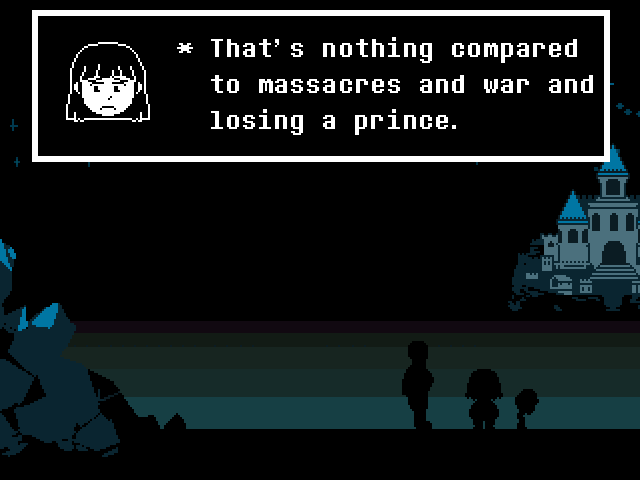 * That's nothing compared
to massacres and war and
losing a prince.